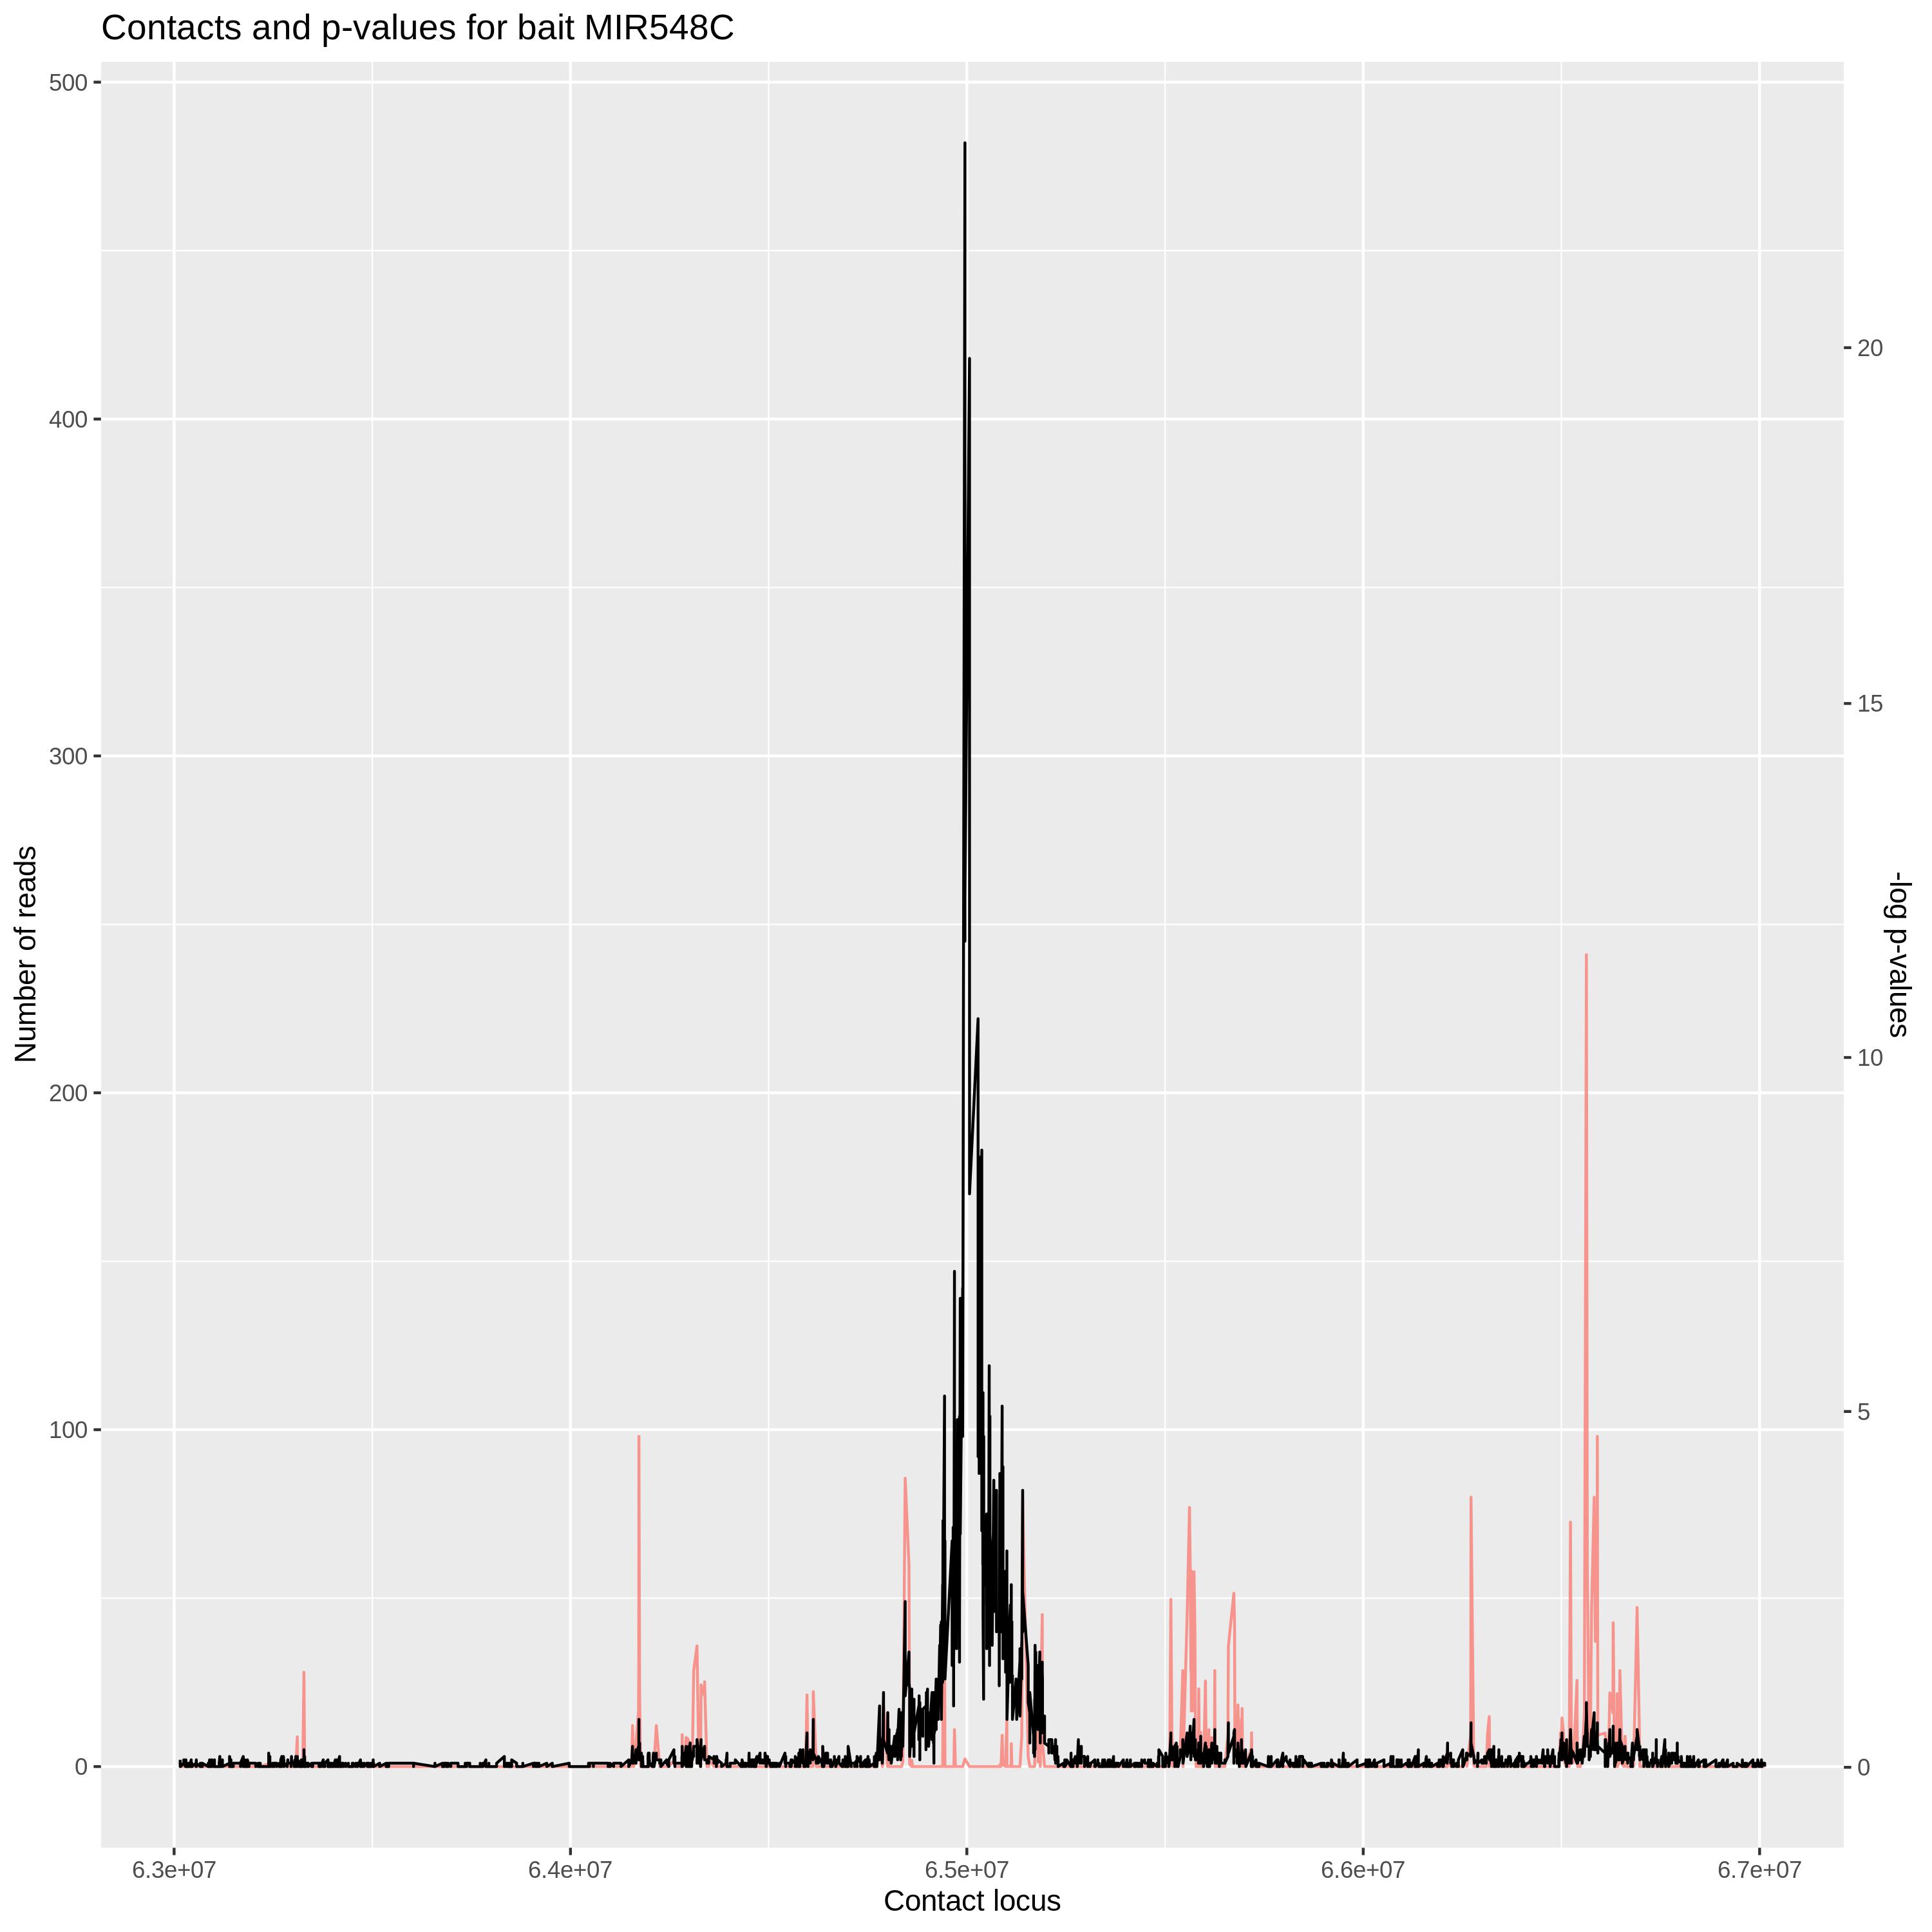 Contacts and p-values for bait MIR548C
500
400
300
200
100
0
Number of reads
20
15
10
5
0
-log p-values
6.3e+07 6.4e+07 6.5e+07 6.6e+07 6.7e+07
Contact locus